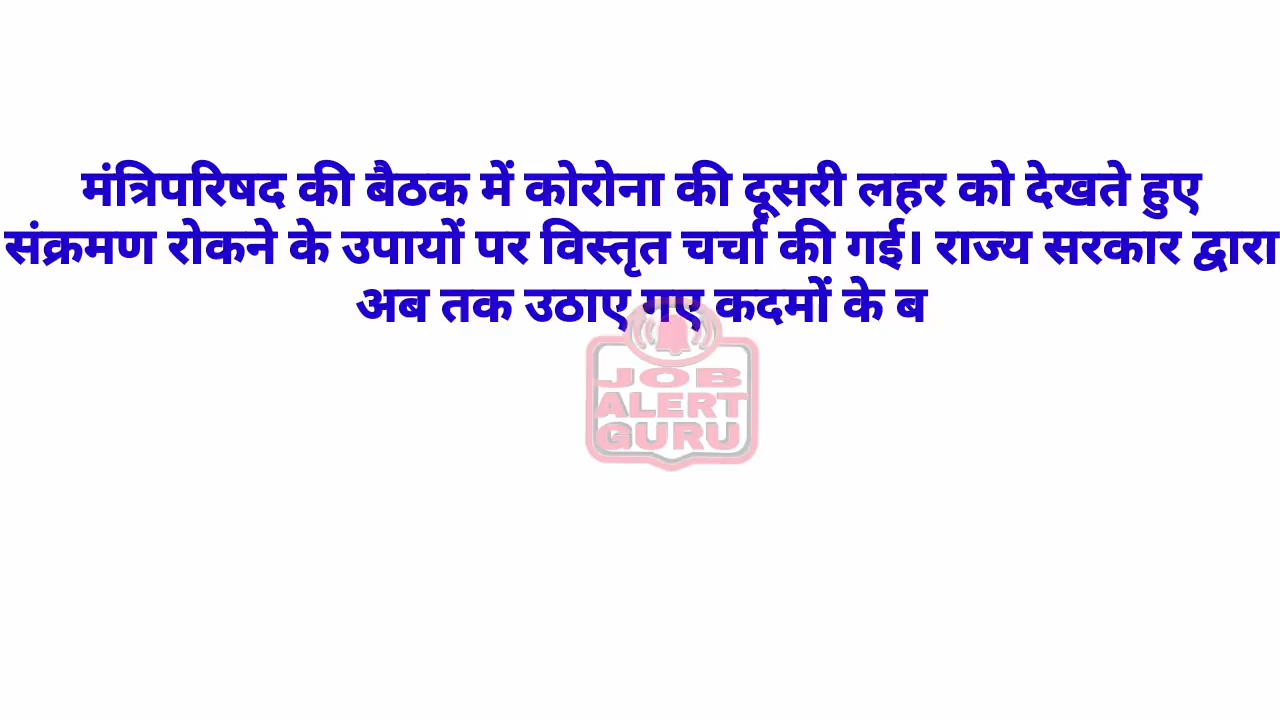 मंत्रिपरिषद की बैठक में कोरोना की दूसरी लहर को देखते हुए
संक्रमण रोकने के उपायों पर विस्तृत चर्चा की गई। राज्य सरकार द्वारा
अब तक उठाए गए कदमों के ब
JOB
ALERT
GURU